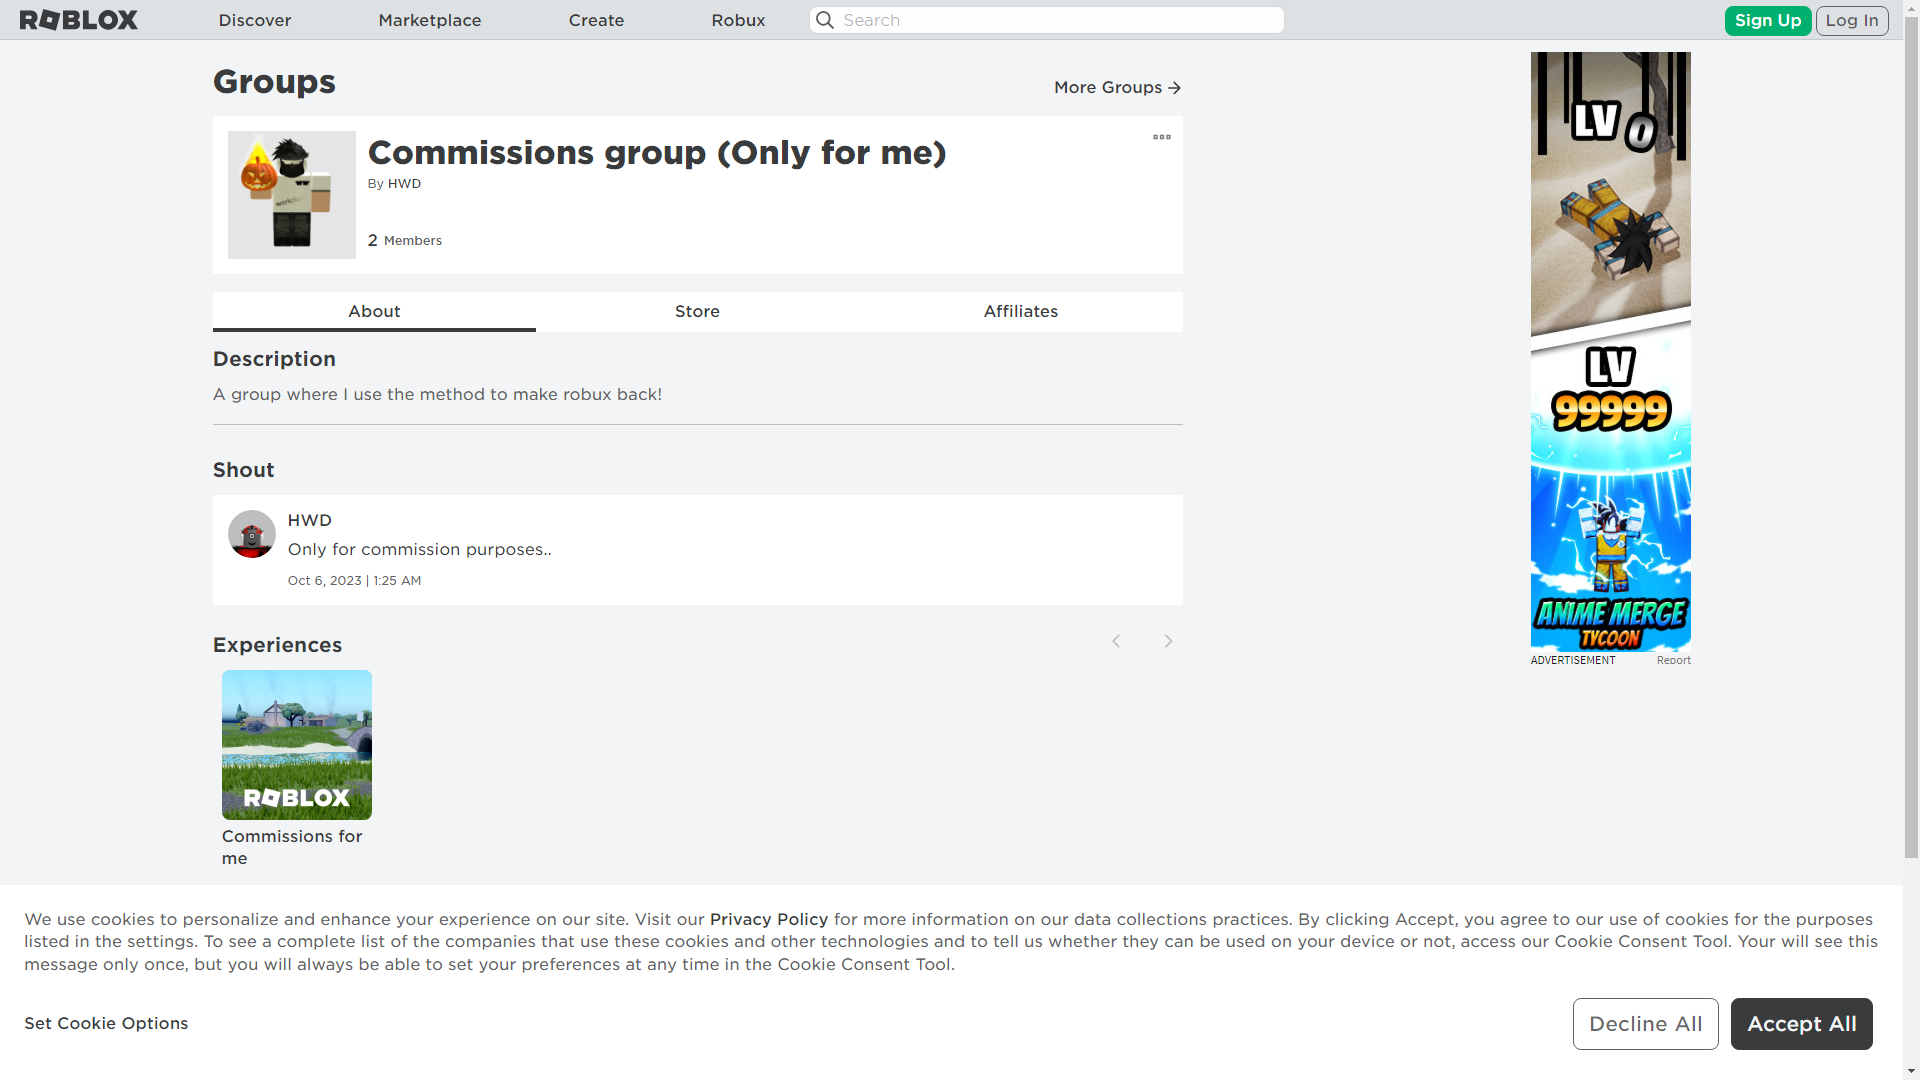 ROBLOX Discover Marketplace Create Robux Search Sign Up Log In
Groups
More Groups
Commissions group (Only for me)
By HWD
2 Members
About Store Affiliates
Description
A group where I use the method to make robux back!
Shout
HWD
Only for commission purposes..
Oct 6, 2023 | 1:25 AM
Experiences
ROBLOX
Commissions for
me
LV 0
LV
99999
ANIME MERGE
TYCOON
ADVERTISEMENT Report
We use cookies to personalize and enhance your experience on our site. Visit our Privacy Policy for more information on our data collections practices. By clicking Accept, you agree to our use of cookies for the purposes
listed in the settings. To see a complete list of the companies that use these cookies and other technologies and to tell us whether they can be used on your device or not, access our Cookie Consent Tool. Your will see this
message only once, but you will always be able to set your preferences at any time in the Cookie Consent Tool.
Set Cookie Options
Decline All
Accept All